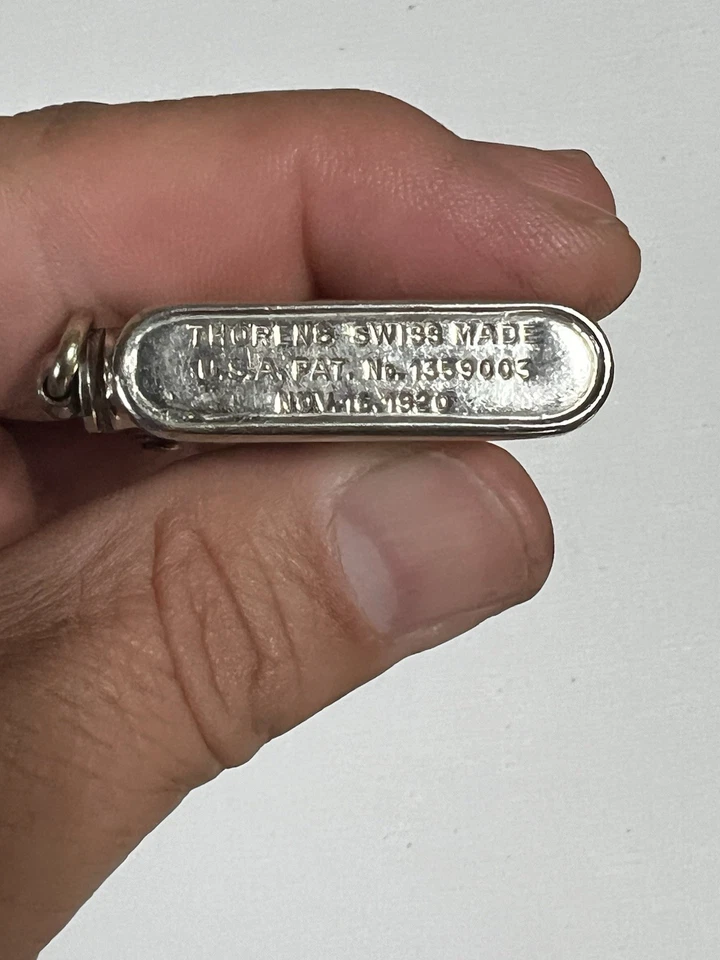 THORENS SWISS MADE
U.S.A. PAT. No. 1359003
NOV. 16. 1920